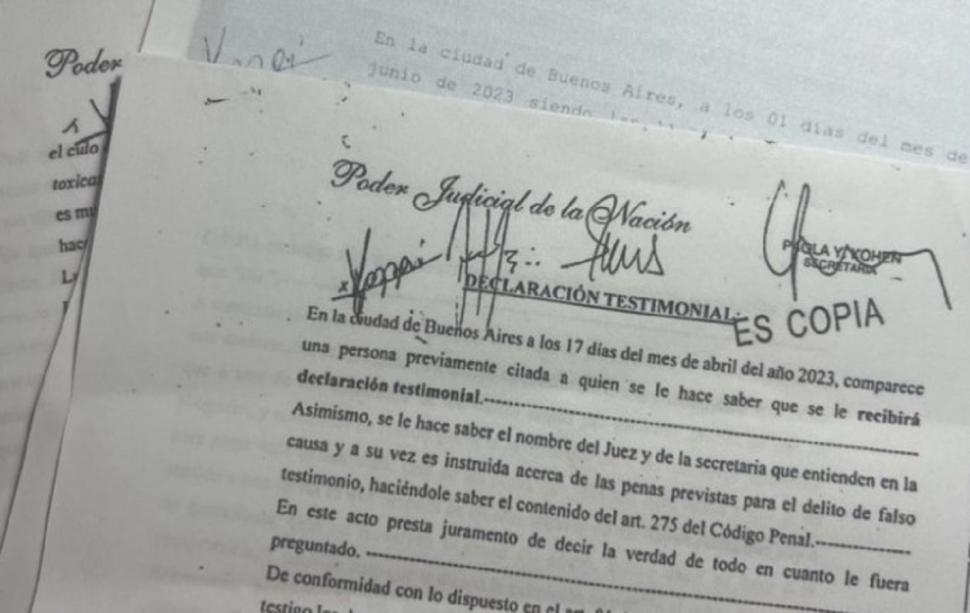 Poder
el culo
toxica
es mu
hac
En la ciudad de Buenos Aires, a los 01 dias del mes de
junio de 2023 siendo
Poder Judicial de la Nación
PAOLA Y. KOHEN
SECRETARIA
DECLARACIÓN TESTIMONIAL:
ES COPIA
En la ciudad de Buenos Aires a los 17 días del mes de abril del año 2023, comparece
una persona previamente citada a quien se le hace saber que se le recibirá
declaración testimonial.-
Asimismo, se le hace saber el nombre del Juez y de la secretaria que entienden en la
causa y a su vez es instruida acerca de las penas previstas para el delito de falso
testimonio, haciéndole saber el contenido del art. 275 del Código Penal.-
En este acto presta juramento de decir la verdad de todo en cuanto le fuera
preguntado. -
De conformidad con lo dispuesto en el art.
testigo